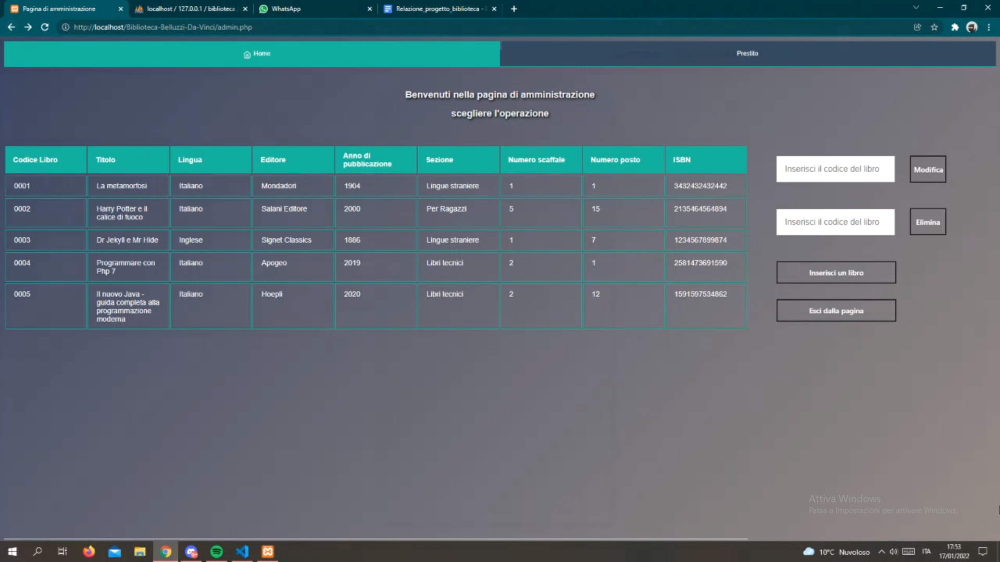 Pagina di amministrazione
localhost / 127.0.0.1 / biblioteca
WhatsApp
Relazione_progetto_biblioteca -
http://localhost/Biblioteca-Belluzzi-Da-Vinci/admin.php
Home
Prestito
Benvenuti nella pagina di amministrazione
scegliere l'operazione
Codice Libro Titolo Lingua Editore Anno di pubblicazione Sezione Numero scaffale Numero posto ISBN
0001 La metamorfosi Italiano Mondadori 1904 Lingue straniere 1 1 3432432432442
0002 Harry Potter e il calice di fuoco Italiano Salani Editore 2000 Per Ragazzi 5 15 2135464564894
0003 Dr Jekyll e Mr Hide Inglese Signet Classics 1886 Lingue straniere 1 7 1234567899874
0004 Programmare con Php 7 Italiano Apogeo 2019 Libri tecnici 2 1 2581473691590
0005 Il nuovo Java - guida completa alla programmazione moderna Italiano Hoepli 2020 Libri tecnici 2 12 1591597534862
Inserisci il codice del libro
Modifica
Inserisci il codice del libro
Elimina
Inserisci un libro
Esci dalla pagina
Attiva Windows
Passa a Impostazioni per attivare Windows.
10°C Nuvoloso
ITA
17:53
17/01/2022